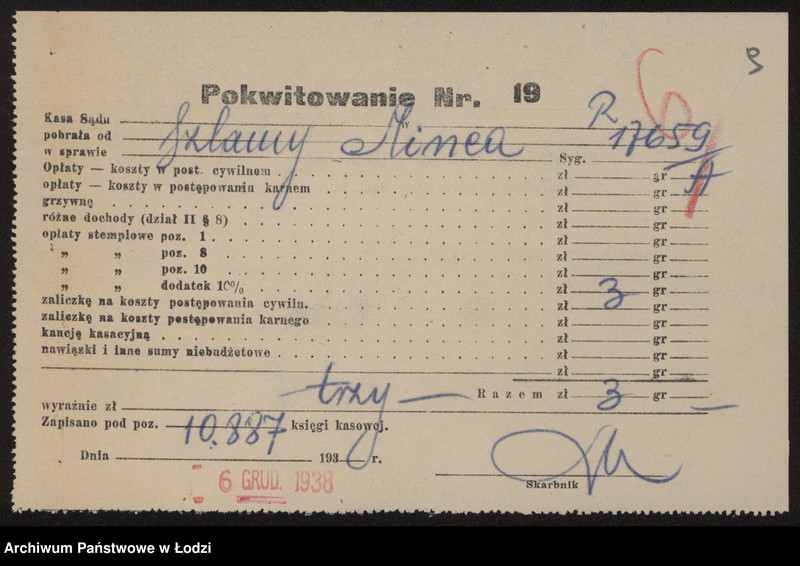 9
Pokwitowanie Nr. 19
Kasa Sądu w R
pobrała od Szlamy Minca 17659
w sprawie Syg. A
Opłaty — koszty w post. cywilnem zł gr
opłaty — koszty w postępowaniu karnem zł gr
grzywnę zł gr
różne dochody (dział II § 8) zł gr
opłaty stemplowe poz. 1 zł gr
„ „ poz. 8 zł gr
„ „ poz. 10 zł gr
„ „ dodatek 10% zł 3 gr
zaliczkę na koszty postępowania cywiln. zł gr
zaliczkę na koszty postępowania karnego zł gr
kaucję kasacyjną zł gr
nawiązki i inne sumy niebudżetowe zł gr
zł gr
Razem zł 3 gr —
wyraźnie zł trzy —
Zapisano pod poz. 10.887 księgi kasowej.
Dnia 193 r.
6 GRUD. 1938
Skarbnik
Archiwum Państwowe w Łodzi